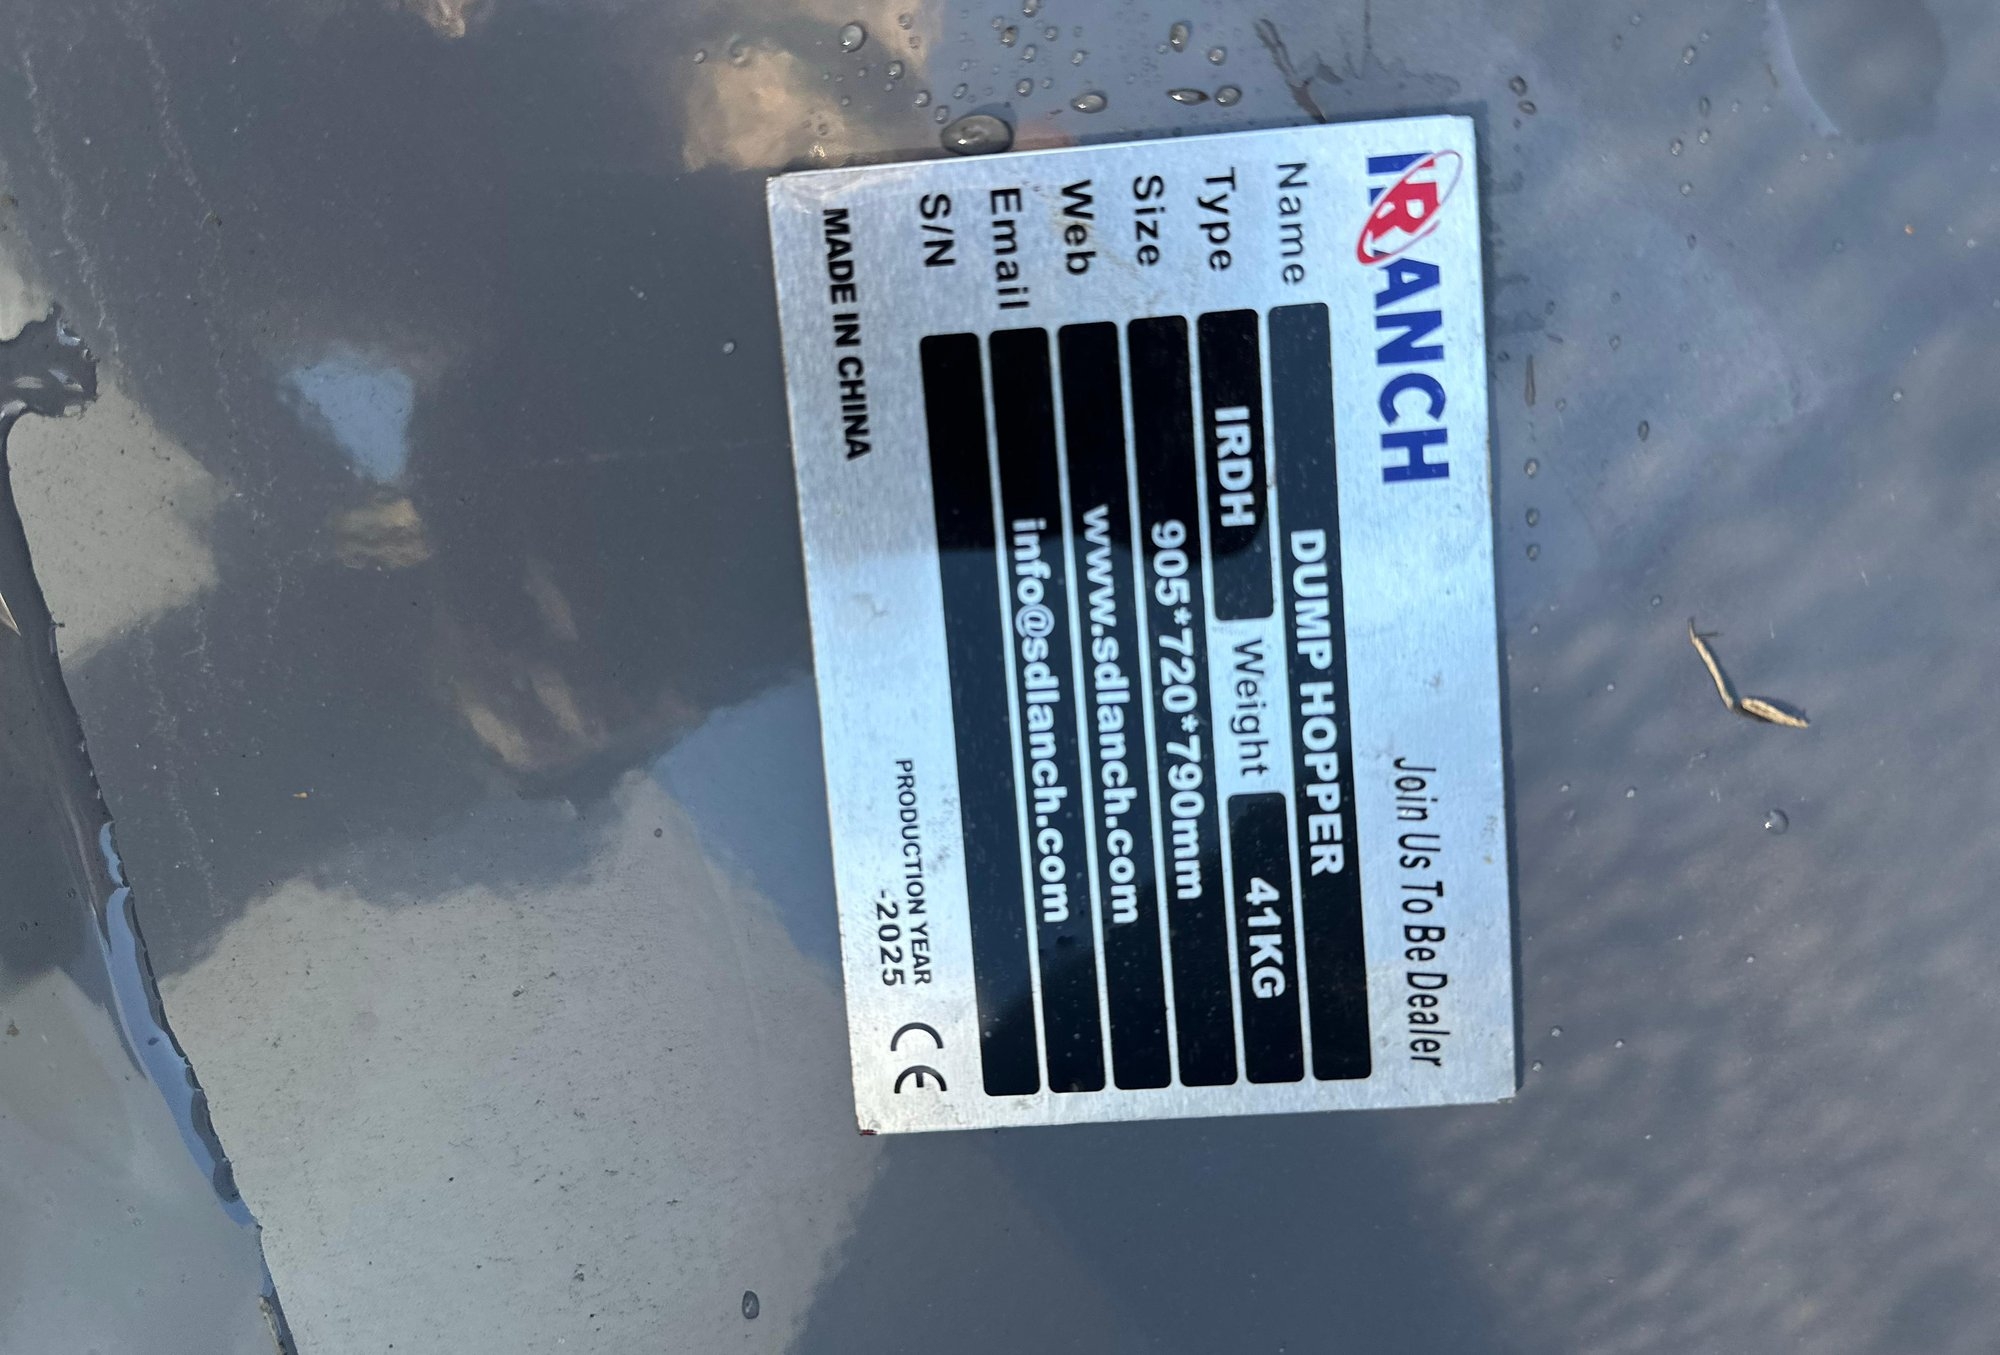 IRANCH Join Us To Be Dealer
Name DUMP HOPPER
Type IRDH Weight 41KG
Size 905*720*790mm
Web www.sdlanch.com
Email info@sdlanch.com
S/N
MADE IN CHINA PRODUCTION YEAR
-2025
CE